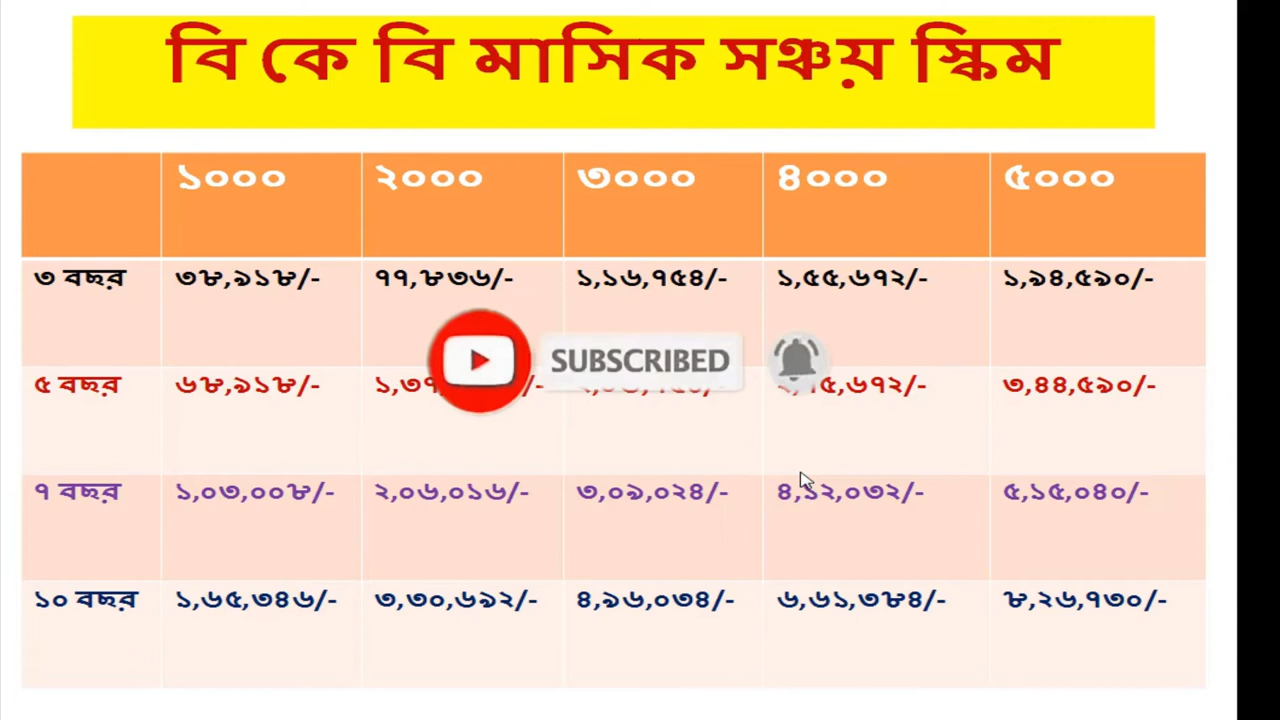 বি কে বি মাসিক সঞ্চয় স্কিম
১০০০ ২০০০ ৩০০০ ৪০০০ ৫০০০
৩ বছর ৩৮,৯১৮/- ৭৭,৮৩৬/- ১,১৬,৭৫৪/- ১,৫৫,৬৭২/- ১,৯৪,৫৯০/-
SUBSCRIBED
৫ বছর ৬৮,৯১৮/- ৩,৪৪,৫৯০/-
৭ বছর ১,০৩,০০৮/- ২,০৬,০১৬/- ৩,০৯,০২৪/- ৪,১২,০৩২/- ৫,১৫,০৪০/-
১০ বছর ১,৬৫,৩৪৬/- ৩,৩০,৬৯২/- ৪,৯৬,০৩৪/- ৬,৬১,৩৮৪/- ৮,২৬,৭৩০/-